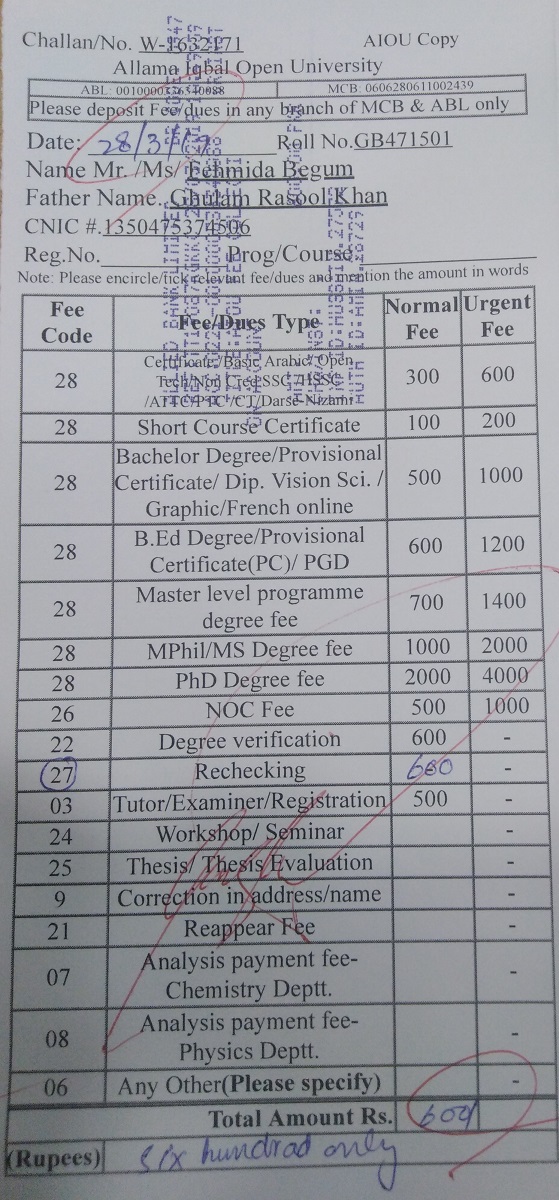 Challan/No. W-1632171 AIOU Copy
Allama Iqbal Open University
MCB: 0606280611002439
Please deposit Fee/dues in any branch of MCB & ABL only
Date: Roll No.GB471501
Name Mr. /Ms/ Fehmida Begum
Father Name. Ghulam Rasool Khan
CNIC #.1350475374506
Reg.No. Prog/Course
Note: Please encircle/tick relevant fee/dues and mention the amount in words
Fee Code Fee/Dues Type Normal Fee Urgent Fee
28 Certificate/Basic Arabic/Open 300 600
Tech/Non Cred SSC /HSSC
/ATTC/PTC/CT/Darse-Nizami
28 Short Course Certificate 100 200
Bachelor Degree/Provisional
28 Certificate/ Dip. Vision Sci. / 500 1000
Graphic/French online
28 B.Ed Degree/Provisional 600 1200
Certificate(PC)/ PGD
28 Master level programme 700 1400
degree fee
28 MPhil/MS Degree fee 1000 2000
28 PhD Degree fee 2000 4000
26 NOC Fee 500 1000
22 Degree verification 600 -
27 Rechecking 600 -
03 Tutor/Examiner/Registration 500 -
24 Workshop/ Seminar -
25 Thesis/ Thesis Evaluation -
9 Correction in address/name -
21 Reappear Fee -
07 Analysis payment fee- -
Chemistry Deptt.
08 Analysis payment fee- -
Physics Deptt.
06 Any Other(Please specify) -
Total Amount Rs. 600/
(Rupees) six hundrad only